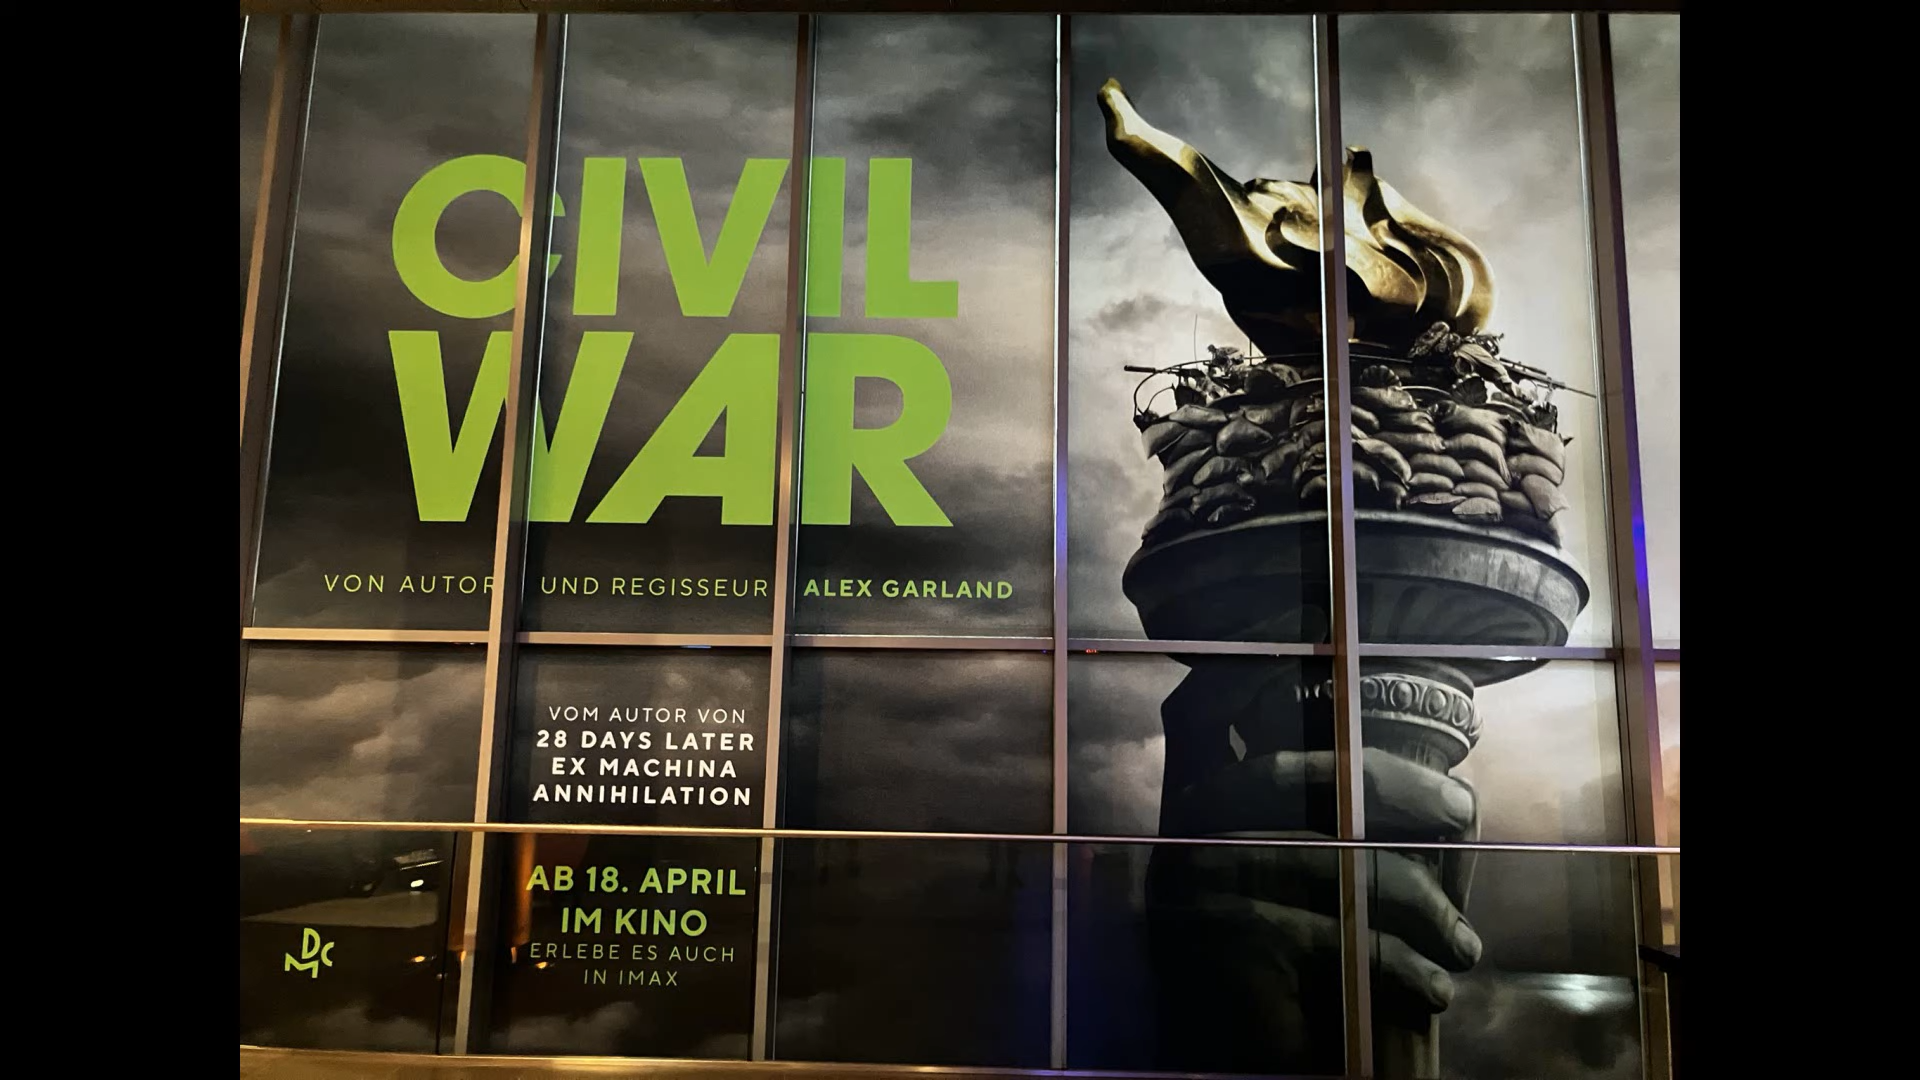 CIVIL
WAR
VON AUTOR UND REGISSEUR ALEX GARLAND
VOM AUTOR VON
28 DAYS LATER
EX MACHINA
ANNIHILATION
AB 18. APRIL
IM KINO
ERLEBE ES AUCH
IN IMAX
DCM